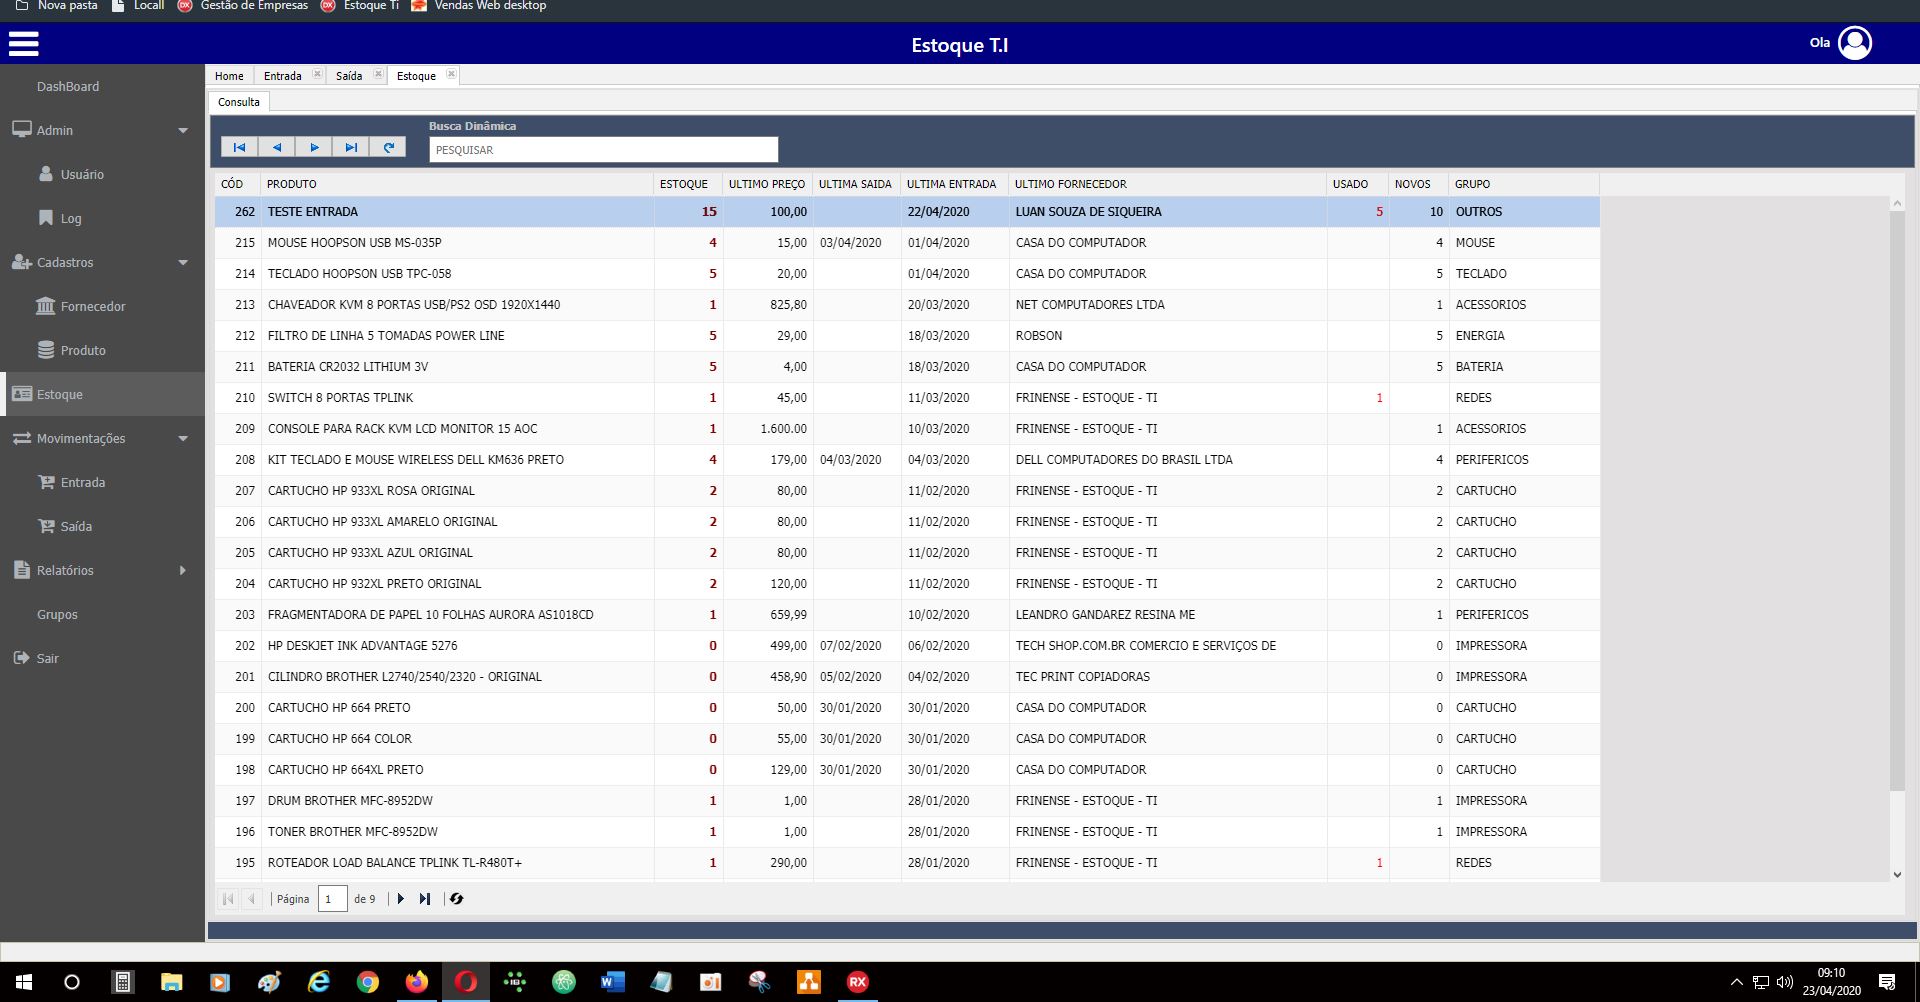 Nova pasta Locall Gestão de Empresas Estoque Ti Vendas Web desktop
Estoque T.I
Ola
DashBoard
Admin
Usuário
Log
Cadastros
Fornecedor
Produto
Estoque
Movimentações
Entrada
Saída
Relatórios
Grupos
Sair
Home Entrada Saída Estoque
Consulta
Busca Dinâmica
PESQUISAR
CÓD PRODUTO ESTOQUE ULTIMO PREÇO ULTIMA SAIDA ULTIMA ENTRADA ULTIMO FORNECEDOR USADO NOVOS GRUPO
262 TESTE ENTRADA 15 100,00 22/04/2020 LUAN SOUZA DE SIQUEIRA 5 10 OUTROS
215 MOUSE HOOPSON USB MS-035P 4 15,00 03/04/2020 01/04/2020 CASA DO COMPUTADOR 4 MOUSE
214 TECLADO HOOPSON USB TPC-058 5 20,00 01/04/2020 CASA DO COMPUTADOR 5 TECLADO
213 CHAVEADOR KVM 8 PORTAS USB/PS2 OSD 1920X1440 1 825,80 20/03/2020 NET COMPUTADORES LTDA 1 ACESSORIOS
212 FILTRO DE LINHA 5 TOMADAS POWER LINE 5 29,00 18/03/2020 ROBSON 5 ENERGIA
211 BATERIA CR2032 LITHIUM 3V 5 4,00 18/03/2020 CASA DO COMPUTADOR 5 BATERIA
210 SWITCH 8 PORTAS TPLINK 1 45,00 11/03/2020 FRINENSE - ESTOQUE - TI 1 REDES
209 CONSOLE PARA RACK KVM LCD MONITOR 15 AOC 1 1.600.00 10/03/2020 FRINENSE - ESTOQUE - TI 1 ACESSORIOS
208 KIT TECLADO E MOUSE WIRELESS DELL KM636 PRETO 4 179,00 04/03/2020 04/03/2020 DELL COMPUTADORES DO BRASIL LTDA 4 PERIFERICOS
207 CARTUCHO HP 933XL ROSA ORIGINAL 2 80,00 11/02/2020 FRINENSE - ESTOQUE - TI 2 CARTUCHO
206 CARTUCHO HP 933XL AMARELO ORIGINAL 2 80,00 11/02/2020 FRINENSE - ESTOQUE - TI 2 CARTUCHO
205 CARTUCHO HP 933XL AZUL ORIGINAL 2 80,00 11/02/2020 FRINENSE - ESTOQUE - TI 2 CARTUCHO
204 CARTUCHO HP 932XL PRETO ORIGINAL 2 120,00 11/02/2020 FRINENSE - ESTOQUE - TI 2 CARTUCHO
203 FRAGMENTADORA DE PAPEL 10 FOLHAS AURORA AS1018CD 1 659,99 10/02/2020 LEANDRO GANDAREZ RESINA ME 1 PERIFERICOS
202 HP DESKJET INK ADVANTAGE 5276 0 499,00 07/02/2020 06/02/2020 TECH SHOP.COM.BR COMERCIO E SERVIÇOS DE 0 IMPRESSORA
201 CILINDRO BROTHER L2740/2540/2320 - ORIGINAL 0 458,90 05/02/2020 04/02/2020 TEC PRINT COPIADORAS 0 IMPRESSORA
200 CARTUCHO HP 664 PRETO 0 50,00 30/01/2020 30/01/2020 CASA DO COMPUTADOR 0 CARTUCHO
199 CARTUCHO HP 664 COLOR 0 55,00 30/01/2020 30/01/2020 CASA DO COMPUTADOR 0 CARTUCHO
198 CARTUCHO HP 664XL PRETO 0 129,00 30/01/2020 30/01/2020 CASA DO COMPUTADOR 0 CARTUCHO
197 DRUM BROTHER MFC-8952DW 1 1,00 28/01/2020 FRINENSE - ESTOQUE - TI 1 IMPRESSORA
196 TONER BROTHER MFC-8952DW 1 1,00 28/01/2020 FRINENSE - ESTOQUE - TI 1 IMPRESSORA
195 ROTEADOR LOAD BALANCE TPLINK TL-R480T+ 1 290,00 28/01/2020 FRINENSE - ESTOQUE - TI 1 REDES
Página 1 de 9
RX
09:10
23/04/2020